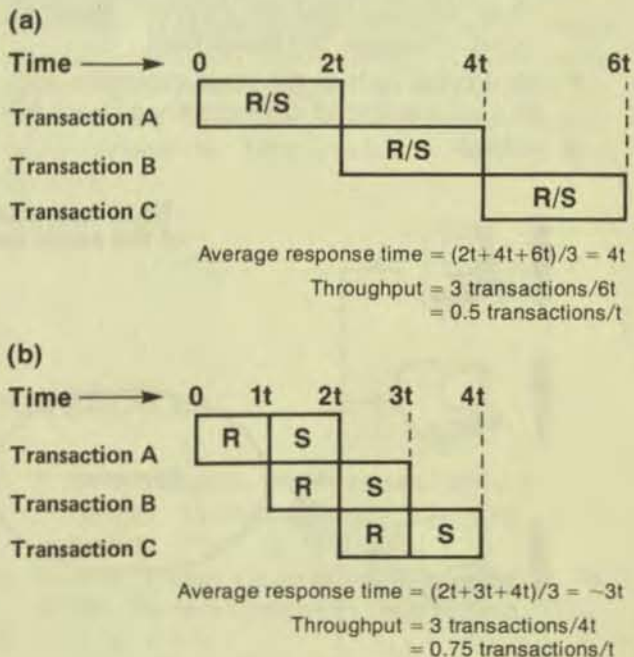 (a)
Time → 0 2t 4t 6t
Transaction A R/S
Transaction B R/S
Transaction C R/S
Average response time = (2t+4t+6t)/3 = 4t
Throughput = 3 transactions/6t
= 0.5 transactions/t
(b)
Time → 0 1t 2t 3t 4t
Transaction A R S
Transaction B R S
Transaction C R S
Average response time = (2t+3t+4t)/3 = ~3t
Throughput = 3 transactions/4t
= 0.75 transactions/t